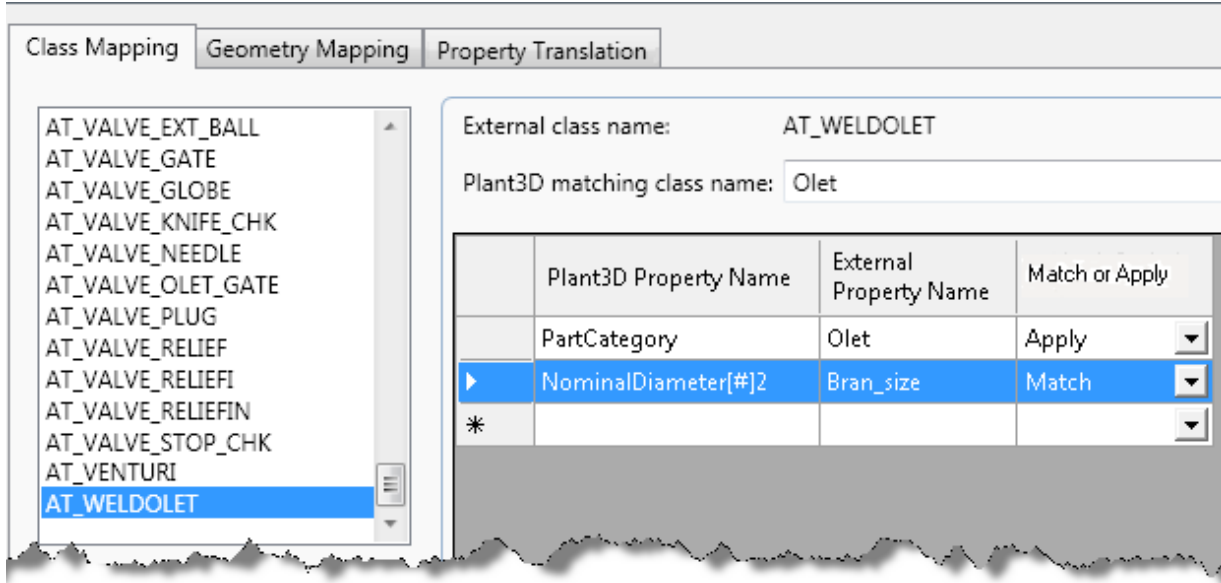 Class Mapping Geometry Mapping Property Translation
AT_VALVE_EXT_BALL
AT_VALVE_GATE
AT_VALVE_GLOBE
AT_VALVE_KNIFE_CHK
AT_VALVE_NEEDLE
AT_VALVE_OLET_GATE
AT_VALVE_PLUG
AT_VALVE_RELIEF
AT_VALVE_RELIEFI
AT_VALVE_RELIEFIN
AT_VALVE_STOP_CHK
AT_VENTURI
AT_WELDOLET
External class name: AT_WELDOLET
Plant3D matching class name: Olet
Plant3D Property Name
External
Property Name
Match or Apply
PartCategory Olet Apply
NominalDiameter[#]2 Bran_size Match